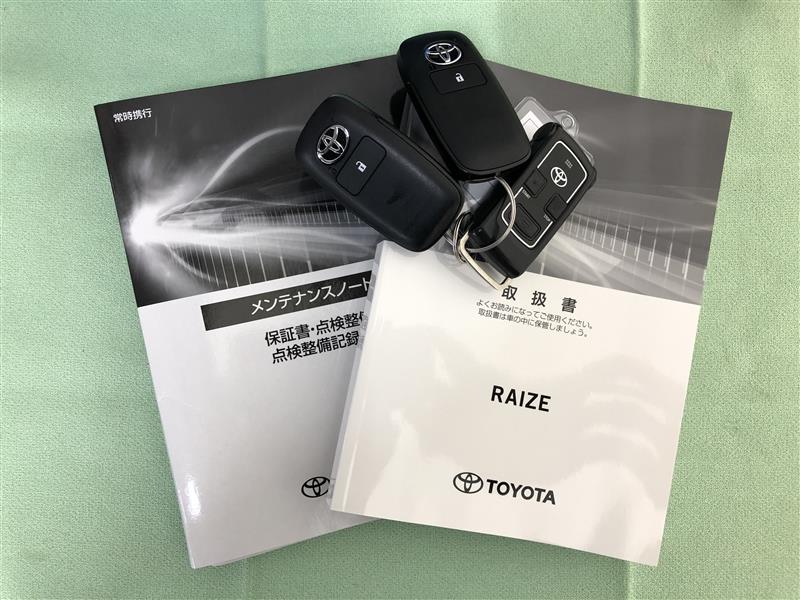 常時携行
メンテナンスノート
保証書・点検整備
点検整備記録
TOYOTA
取扱書
よくお読みになってご使用ください。
取扱書は車の中に保管しましょう。
RAIZE
TOYOTA